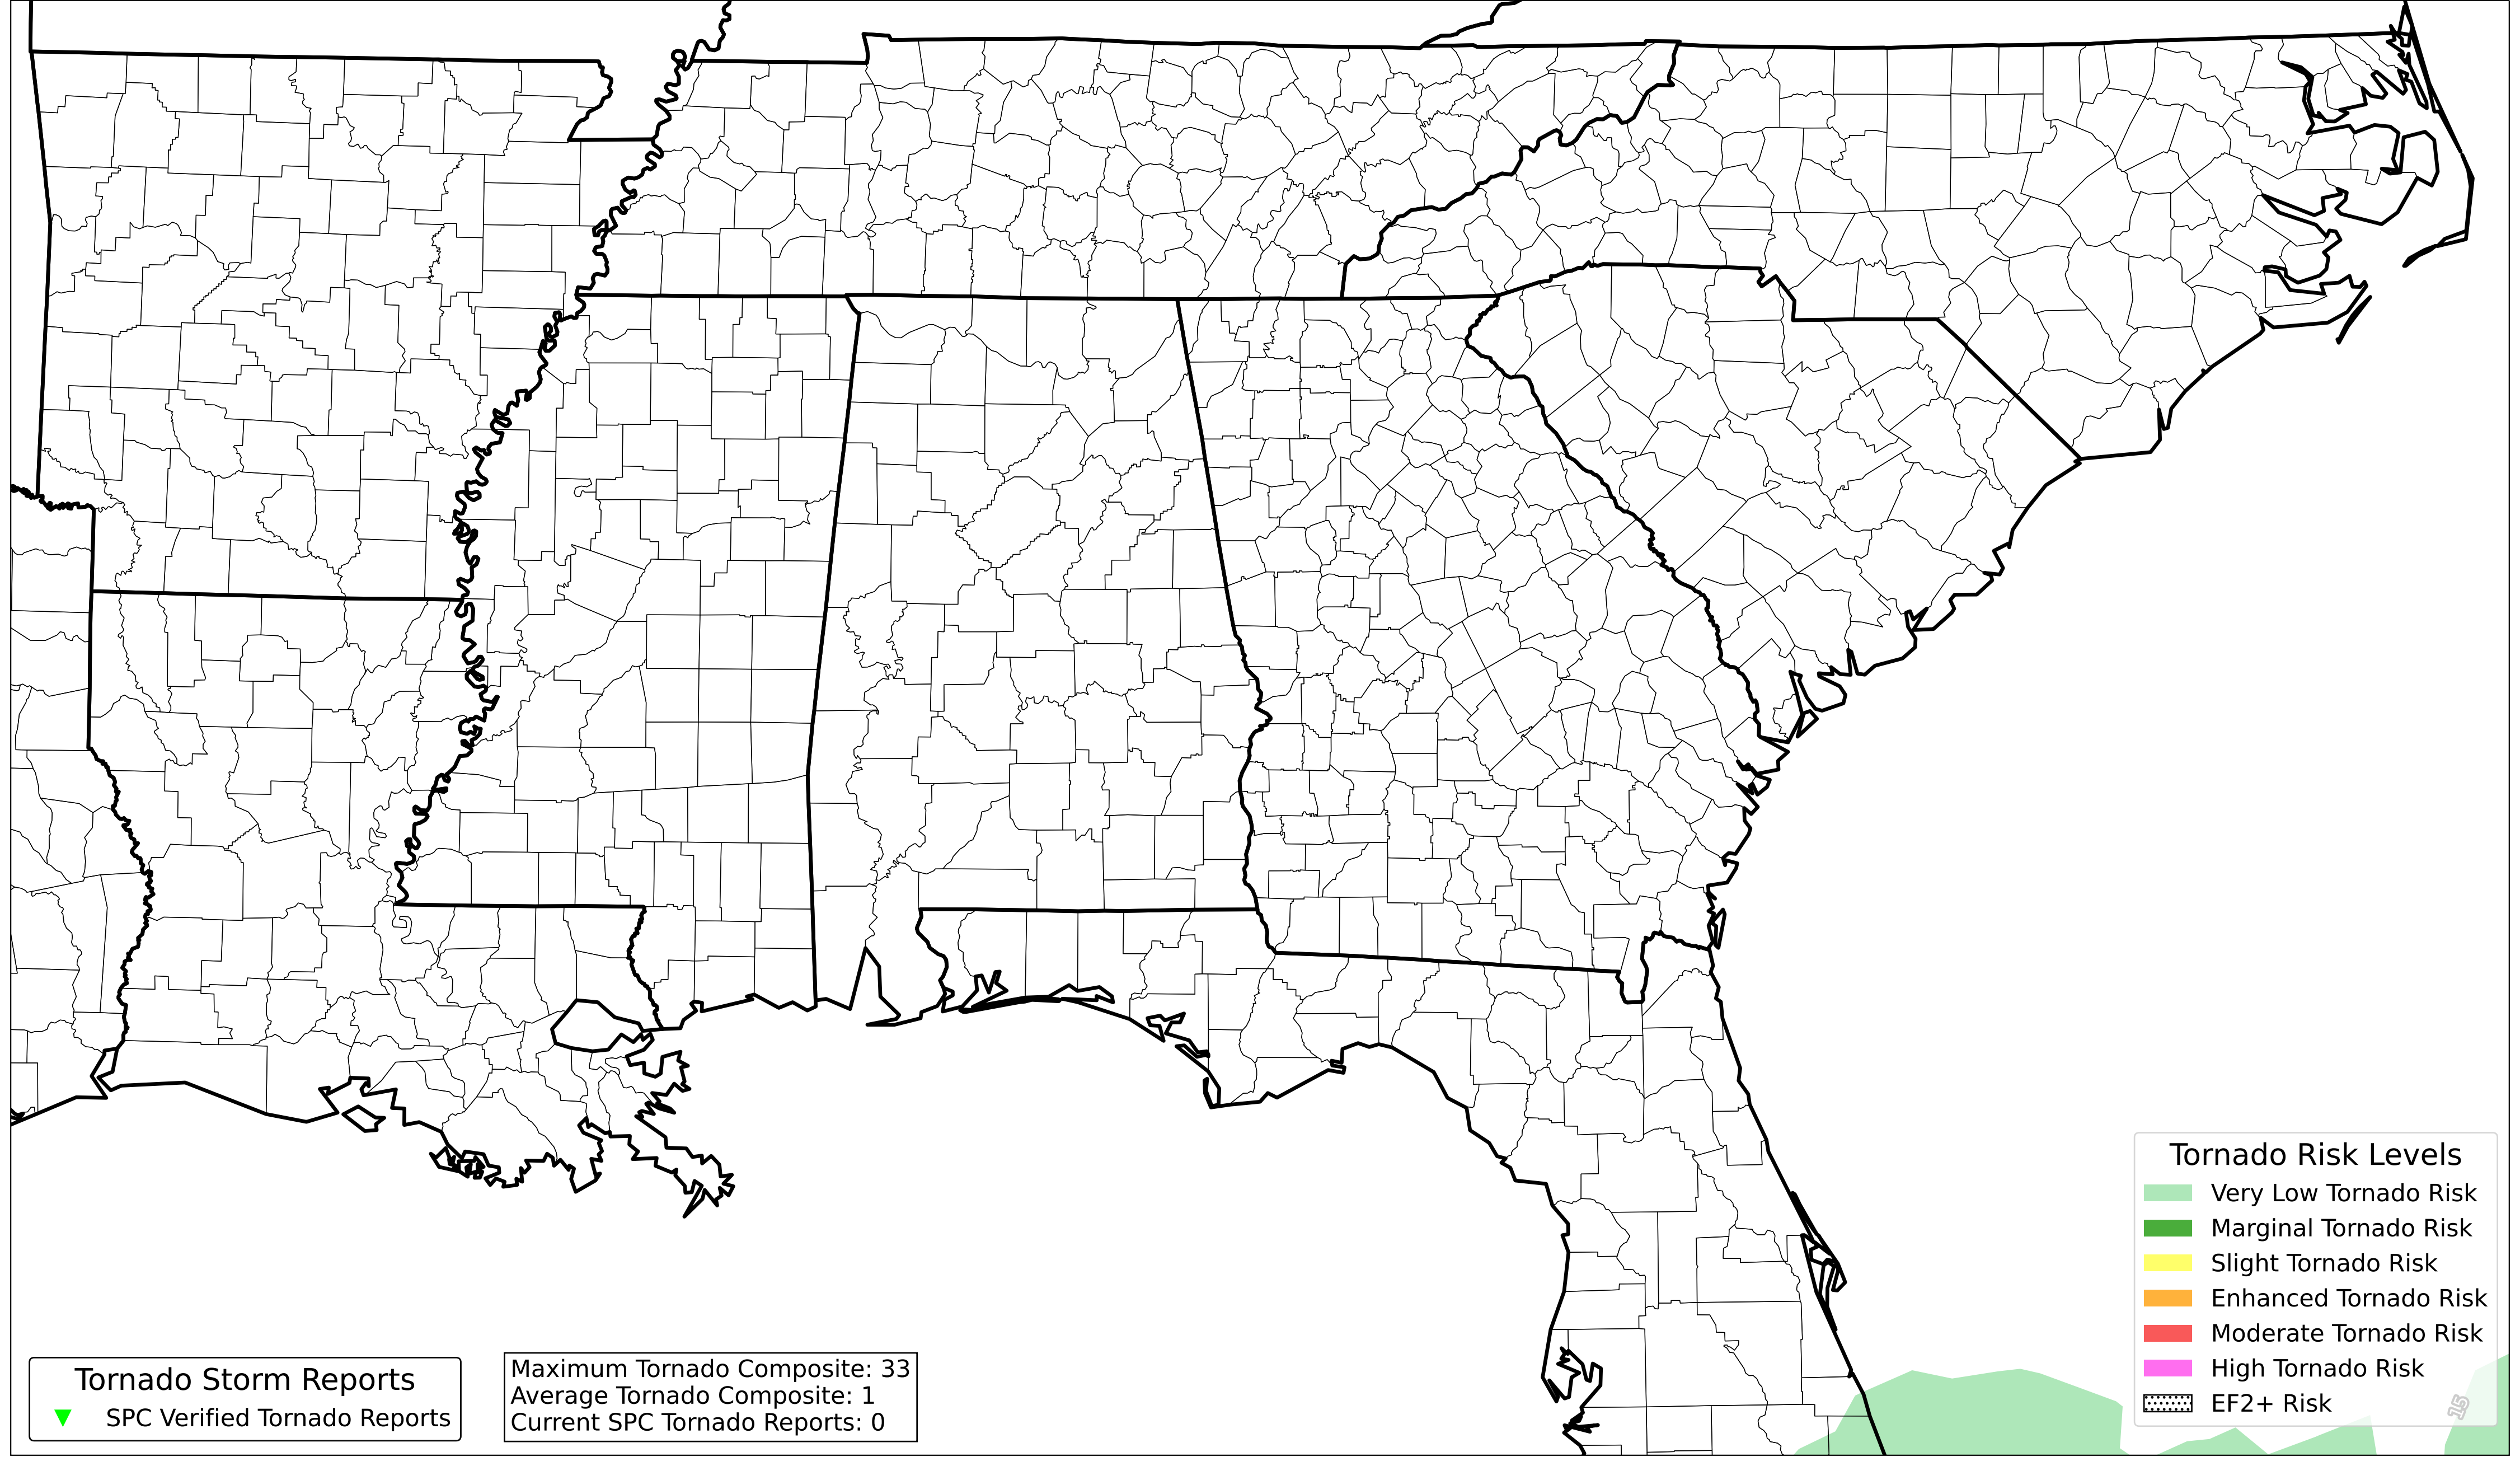 Tornado Risk Levels
Very Low Tornado Risk
Marginal Tornado Risk
Slight Tornado Risk
Enhanced Tornado Risk
Moderate Tornado Risk
High Tornado Risk
EF2+ Risk
15
Tornado Storm Reports
SPC Verified Tornado Reports
Maximum Tornado Composite: 33
Average Tornado Composite: 1
Current SPC Tornado Reports: 0